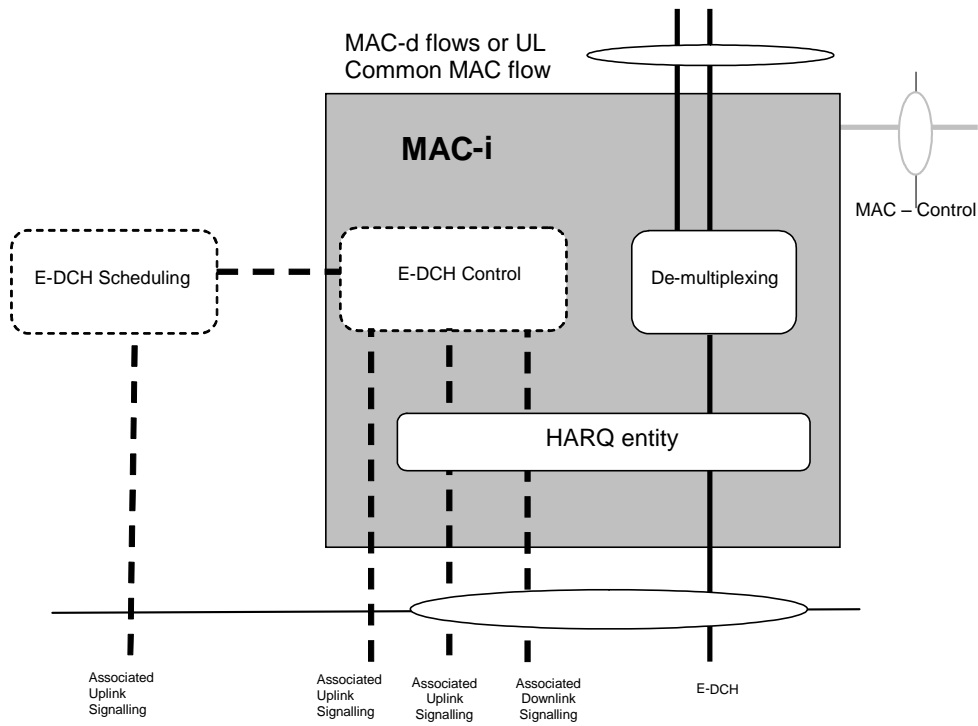 MAC-d flows or UL
Common MAC flow
MAC-i
MAC – Control
E-DCH Scheduling
E-DCH Control
De-multiplexing
HARQ entity
Associated
Uplink
Signalling
Associated
Uplink
Signalling
Associated
Uplink
Signalling
Associated
Downlink
Signalling
E-DCH